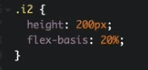 .i2 {
height: 200px;
flex-basis: 20%;
}